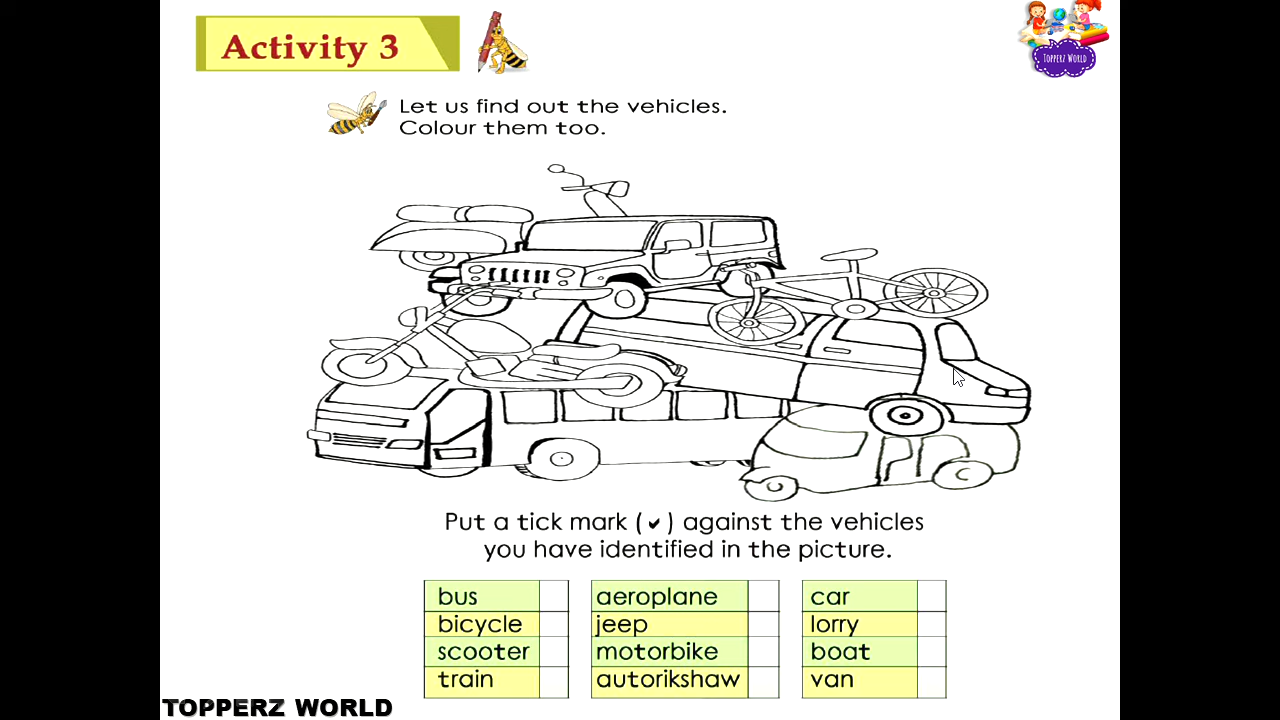 Activity 3
TOPPERZ WORLD
Let us find out the vehicles.
Colour them too.
Put a tick mark (✓) against the vehicles
you have identified in the picture.
bus aeroplane car
bicycle jeep lorry
scooter motorbike boat
train autorikshaw van
TOPPERZ WORLD